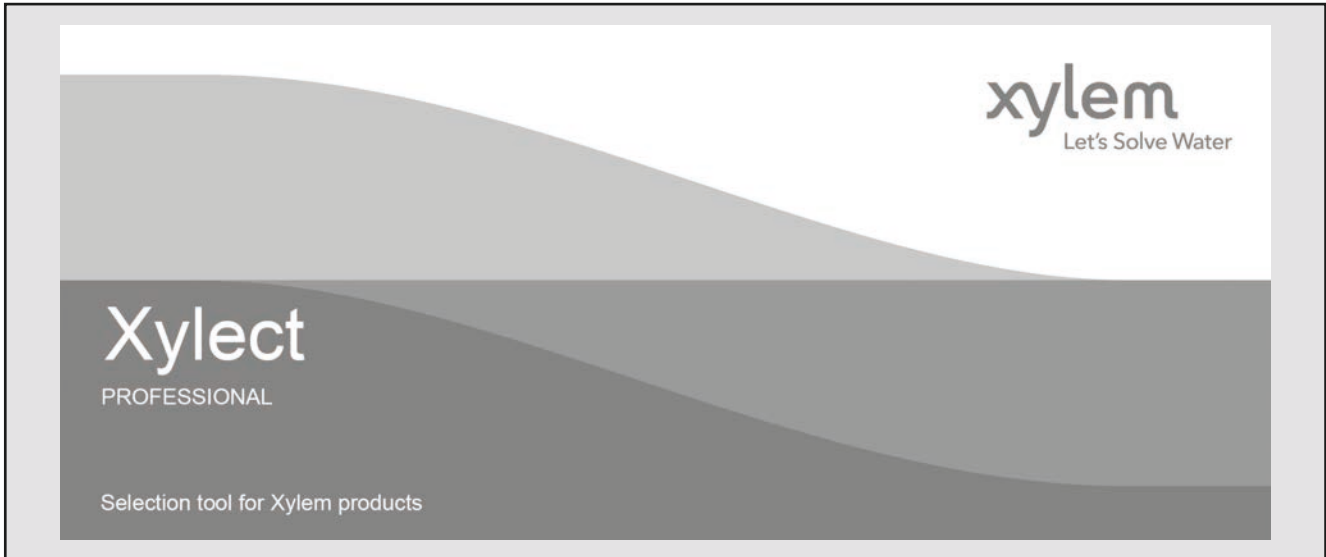 xylem
Let's Solve Water
Xylect
PROFESSIONAL
Selection tool for Xylem products